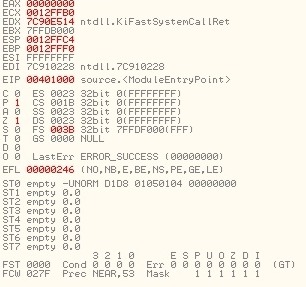 EAX 00000000
ECX 0012FFB0
EDX 7C90E514 ntdll.KiFastSystemCallRet
EBX 7FFDB000
ESP 0012FFC4
EBP 0012FFF0
ESI FFFFFFFF
EDI 7C910228 ntdll.7C910228
EIP 00401000 source.<ModuleEntryPoint>
C 0 ES 0023 32bit 0(FFFFFFFF)
P 1 CS 001B 32bit 0(FFFFFFFF)
A 0 SS 0023 32bit 0(FFFFFFFF)
Z 1 DS 0023 32bit 0(FFFFFFFF)
S 0 FS 003B 32bit 7FFDF000(FFF)
T 0 GS 0000 NULL
D 0
O 0 LastErr ERROR_SUCCESS (00000000)
EFL 00000246 (NO,NB,E,BE,NS,PE,GE,LE)
ST0 empty -UNORM D1D8 01050104 00000000
ST1 empty 0.0
ST2 empty 0.0
ST3 empty 0.0
ST4 empty 0.0
ST5 empty 0.0
ST6 empty 0.0
ST7 empty 0.0
3 2 1 0 E S P U O Z D I
FST 0000 Cond 0 0 0 0 Err 0 0 0 0 0 0 0 0 (GT)
FCW 027F Prec NEAR,53 Mask 1 1 1 1 1 1